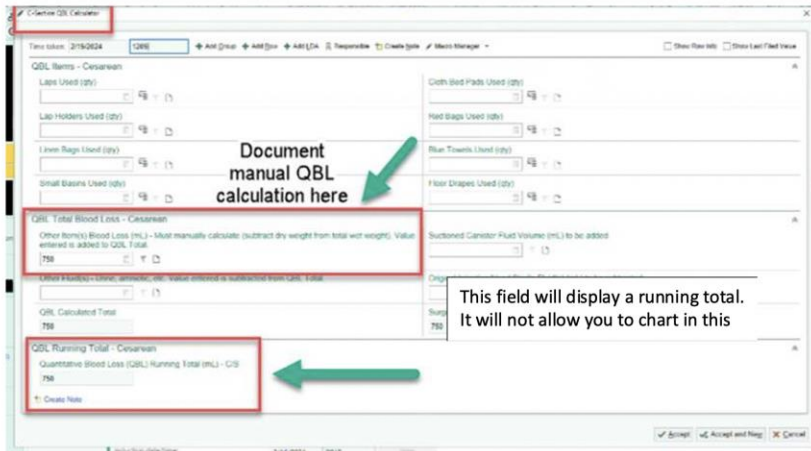 C-Section QBL Calculator
Time taken: 2/15/2024 1205 Add Group Add Row Add LDA Responsible Create Note Macro Manager Show Row Info Show Last Filed Value
QBL Items - Cesarean
Laps Used (qty) Cloth Bed Pads Used (qty)
Lap Holders Used (qty) Red Bags Used (qty)
Linen Bags Used (qty) Blue Towels Used (qty)
Small Basins Used (qty) Floor Drapes Used (qty)
Document
manual QBL
calculation here
QBL Total Blood Loss - Cesarean
Other Item(s) Blood Loss (mL) - Must manually calculate (subtract dry weight from total wet weight). Value
entered is added to QBL Total.
750
Suctioned Canister Fluid Volume (mL) to be added
Other Fluid(s) - Urine, amniotic, etc. Value entered is subtracted from QBL Total.
This field will display a running total.
It will not allow you to chart in this
QBL Calculated Total
750
750
QBL Running Total - Cesarean
Quantitative Blood Loss (QBL) Running Total (mL) - C/S
750
Create Note
Accept Accept and New Cancel